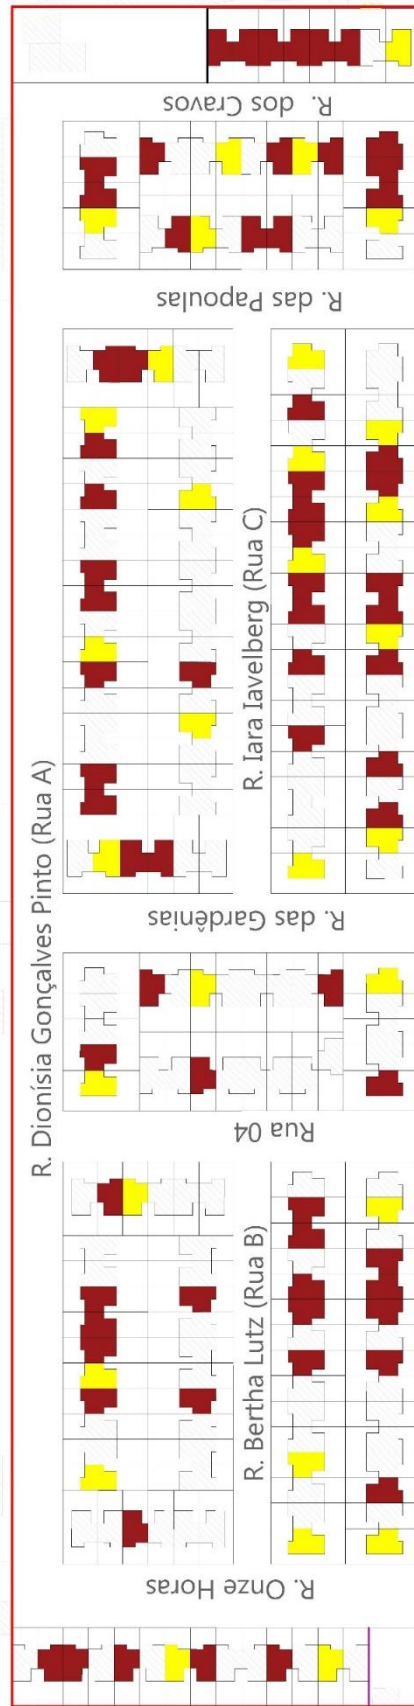 R. dos Cravos
R. das Papoulas
R. Iara Iavelberg (Rua C)
R. Dionísia Gonçalves Pinto (Rua A)
R. das Gardênias
Rua 04
R. Bertha Lutz (Rua B)
R. Onze Horas